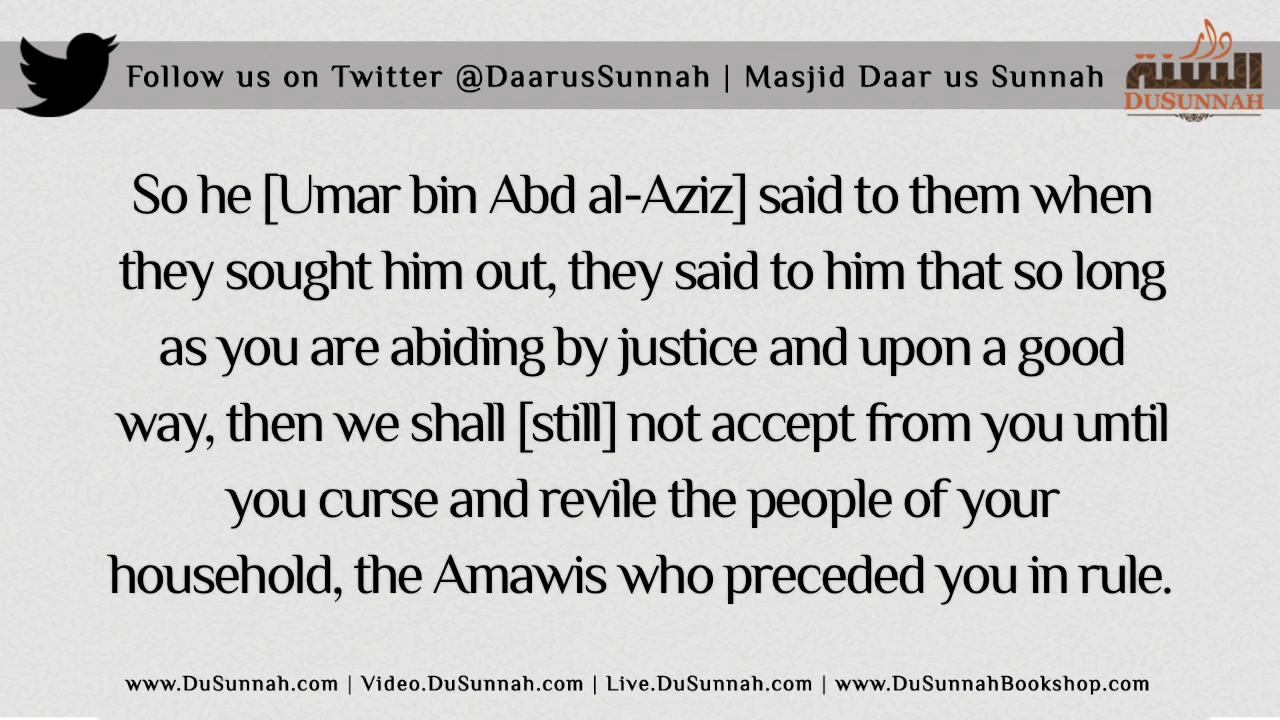 Follow us on Twitter @DaarusSunnah | Masjid Daar us Sunnah
دار
السنة
DUSUNNAH
So he [Umar bin Abd al-Aziz] said to them when
they sought him out, they said to him that so long
as you are abiding by justice and upon a good
way, then we shall [still] not accept from you until
you curse and revile the people of your
household, the Amawis who preceded you in rule.
www.DuSunnah.com | Video.DuSunnah.com | Live.DuSunnah.com | www.DuSunnahBookshop.com